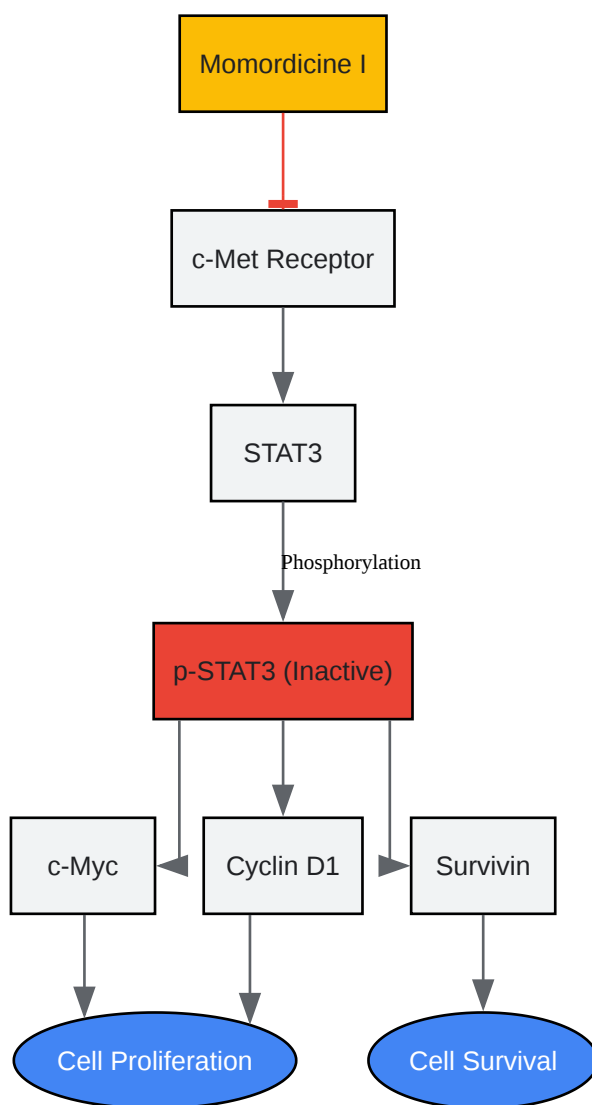 Momordicine I
c-Met Receptor
STAT3
Phosphorylation
p-STAT3 (Inactive)
c-Myc
Cyclin D1
Survivin
Cell Proliferation
Cell Survival